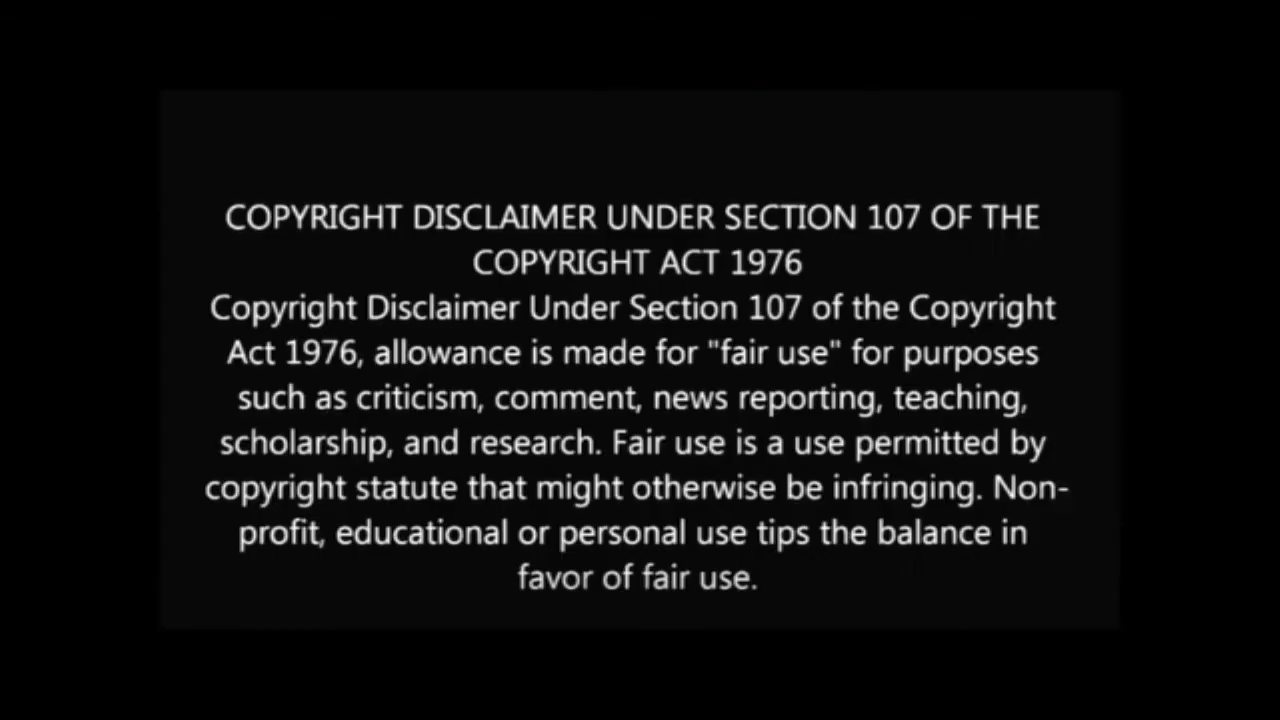 COPYRIGHT DISCLAIMER UNDER SECTION 107 OF THE
COPYRIGHT ACT 1976
Copyright Disclaimer Under Section 107 of the Copyright
Act 1976, allowance is made for "fair use" for purposes
such as criticism, comment, news reporting, teaching,
scholarship, and research. Fair use is a use permitted by
copyright statute that might otherwise be infringing. Non-
profit, educational or personal use tips the balance in
favor of fair use.